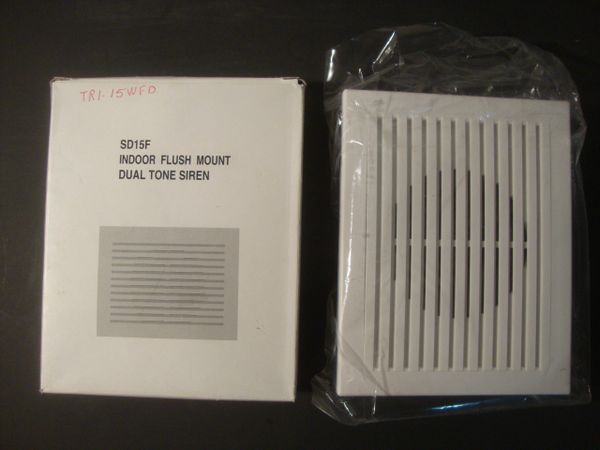 TRI-15WFD
SD15F
INDOOR FLUSH MOUNT
DUAL TONE SIREN